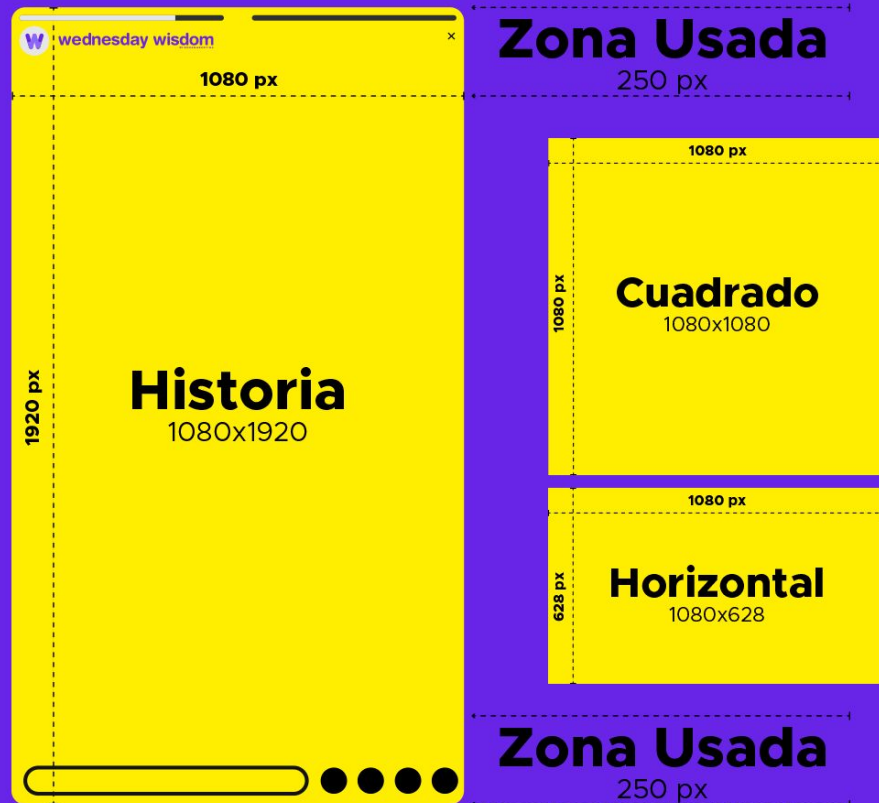 wednesday wisdom
×
1080 px
1920 px
Historia
1080x1920
Zona Usada
250 px
1080 px
1080 px
Cuadrado
1080x1080
1080 px
628 px
Horizontal
1080x628
Zona Usada
250 px